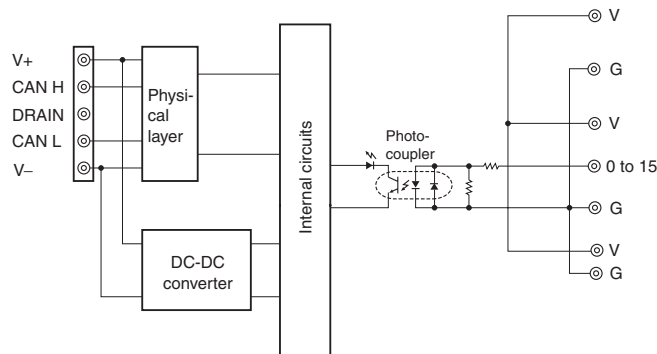 V+
CAN H
DRAIN
CAN L
V–
Physi-
cal
layer
DC-DC
converter
Internal circuits
Photo-
coupler
V
G
V
0 to 15
G
V
G